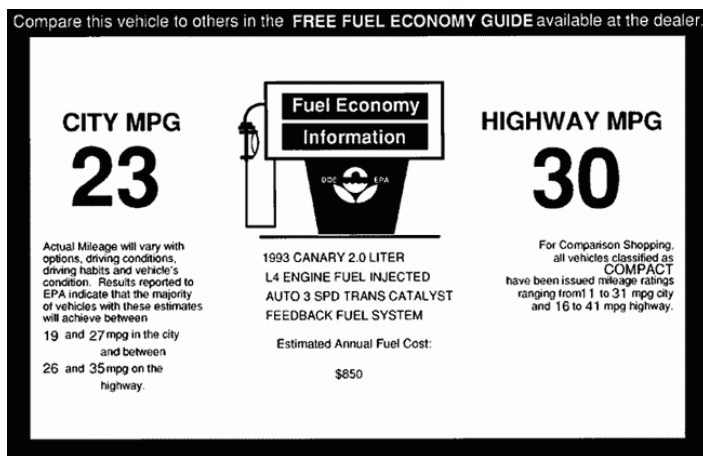 Compare this vehicle to others in the FREE FUEL ECONOMY GUIDE available at the dealer.
CITY MPG
23
Fuel Economy
Information
DOE EPA
HIGHWAY MPG
30
Actual Mileage will vary with
options, driving conditions,
driving habits and vehicle's
condition. Results reported to
EPA indicate that the majority
of vehicles with these estimates
will achieve between
19 and 27 mpg in the city
and between
26 and 35 mpg on the
highway.
1993 CANARY 2.0 LITER
L4 ENGINE FUEL INJECTED
AUTO 3 SPD TRANS CATALYST
FEEDBACK FUEL SYSTEM
Estimated Annual Fuel Cost:
$850
For Comparison Shopping,
all vehicles classified as
COMPACT
have been issued mileage ratings
ranging from1 1 to 31 mpg city
and 16 to 41 mpg highway.